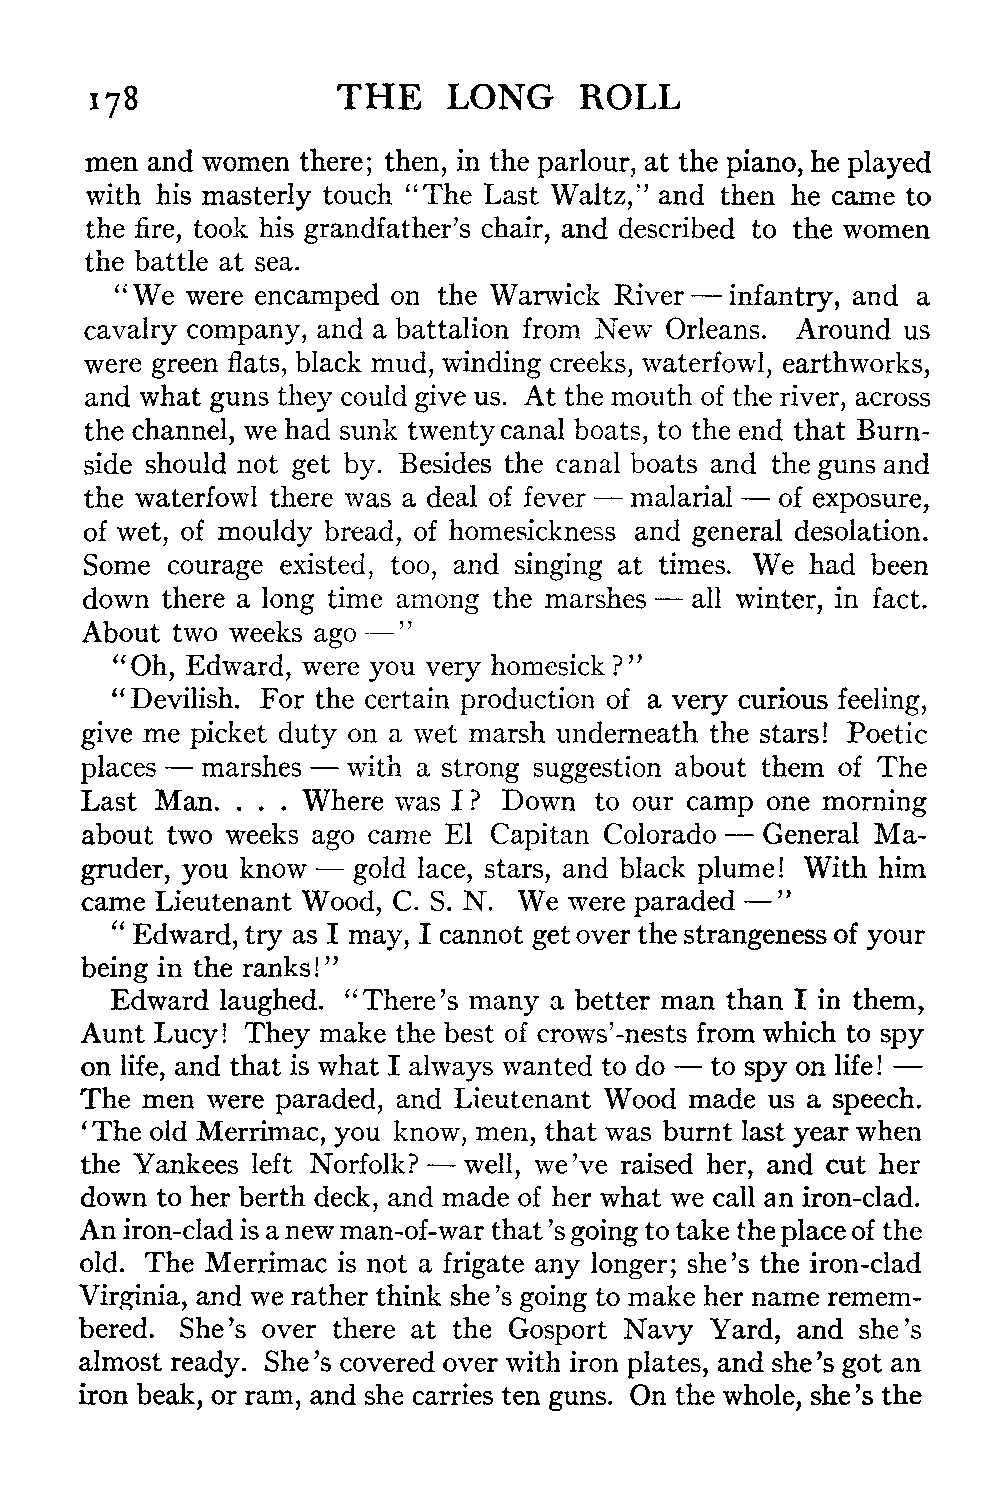 178 THE LONG ROLL
men and women there; then, in the parlour, at the piano, he played
with his masterly touch "The Last Waltz," and then he came to
the fire, took his grandfather's chair, and described to the women
the battle at sea.
"We were encamped on the Warwick River — infantry, and a
cavalry company, and a battalion from New Orleans. Around us
were green flats, black mud, winding creeks, waterfowl, earthworks,
and what guns they could give us. At the mouth of the river, across
the channel, we had sunk twenty canal boats, to the end that Burn-
side should not get by. Besides the canal boats and the guns and
the waterfowl there was a deal of fever — malarial — of exposure,
of wet, of mouldy bread, of homesickness and general desolation.
Some courage existed, too, and singing at times. We had been
down there a long time among the marshes — all winter, in fact.
About two weeks ago —"
"Oh, Edward, were you very homesick?"
"Devilish. For the certain production of a very curious feeling,
give me picket duty on a wet marsh underneath the stars! Poetic
places — marshes — with a strong suggestion about them of The
Last Man. . . . Where was I? Down to our camp one morning
about two weeks ago came El Capitan Colorado — General Ma-
gruder, you know — gold lace, stars, and black plume! With him
came Lieutenant Wood, C. S. N. We were paraded —"
"Edward, try as I may, I cannot get over the strangeness of your
being in the ranks!"
Edward laughed. "There's many a better man than I in them,
Aunt Lucy! They make the best of crows'-nests from which to spy
on life, and that is what I always wanted to do — to spy on life! —
The men were paraded, and Lieutenant Wood made us a speech.
'The old Merrimac, you know, men, that was burnt last year when
the Yankees left Norfolk? — well, we've raised her, and cut her
down to her berth deck, and made of her what we call an iron-clad.
An iron-clad is a new man-of-war that's going to take the place of the
old. The Merrimac is not a frigate any longer; she's the iron-clad
Virginia, and we rather think she's going to make her name remem-
bered. She's over there at the Gosport Navy Yard, and she's
almost ready. She's covered over with iron plates, and she's got an
iron beak, or ram, and she carries ten guns. On the whole, she's the